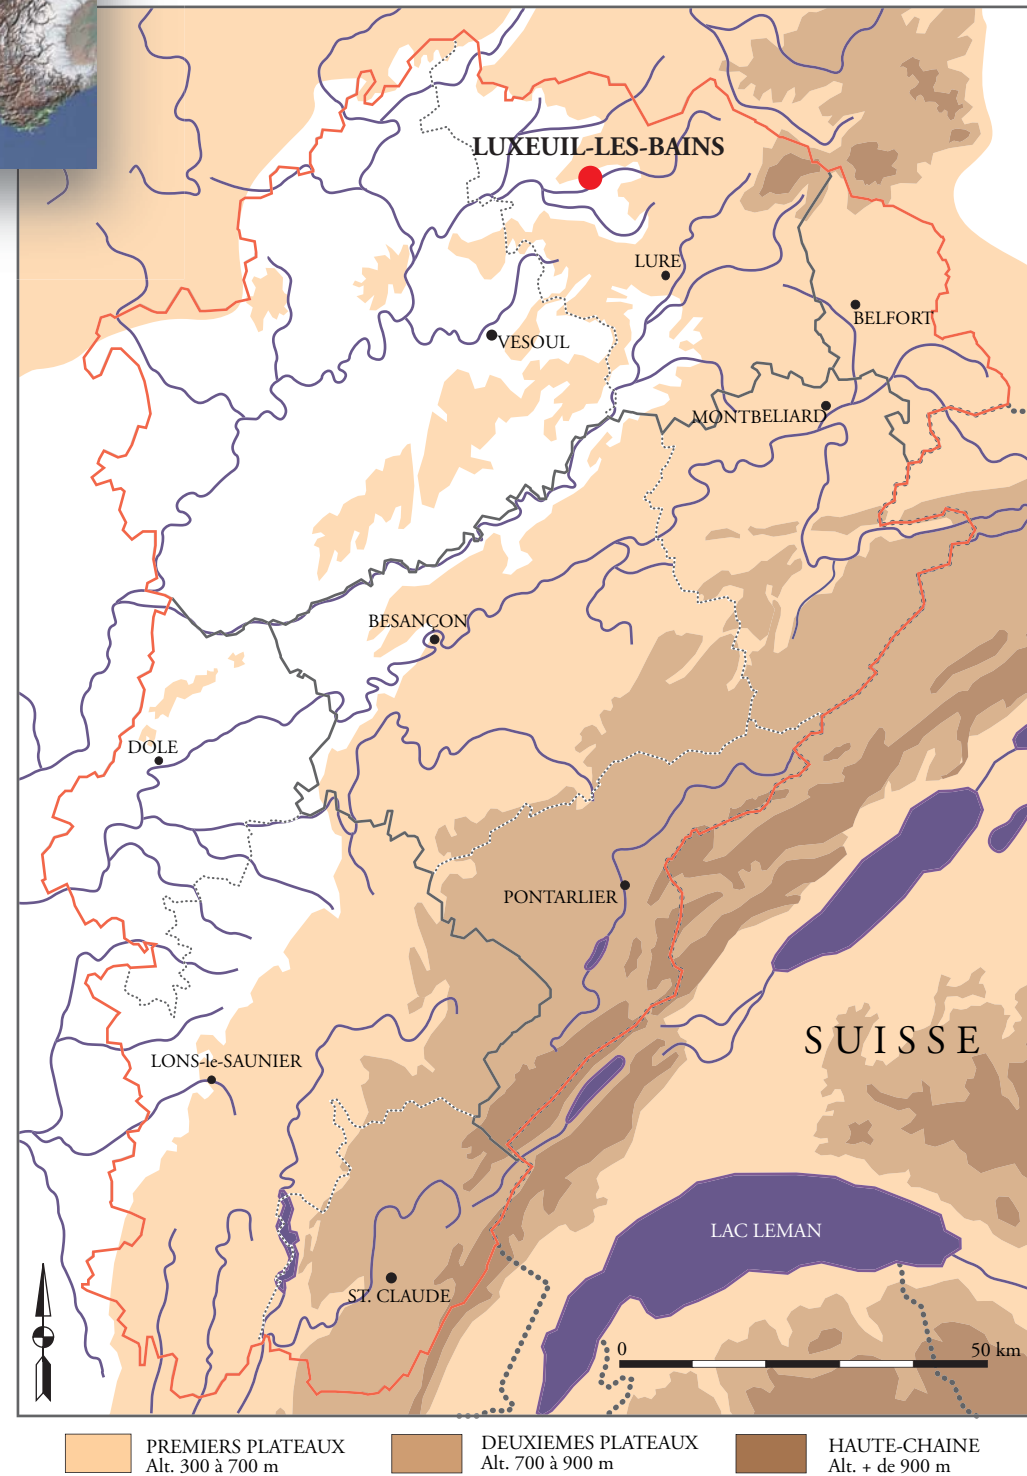 LUXEUIL-LES-BAINS
LURE
BELFORT
VESOUL
MONTBELIARD
BESANÇON
DOLE
PONTARLIER
SUISSE
LONS-le-SAUNIER
LAC LEMAN
ST. CLAUDE
0 50 km
PREMIERS PLATEAUX
Alt. 300 à 700 m
DEUXIEMES PLATEAUX
Alt. 700 à 900 m
HAUTE-CHAINE
Alt. + de 900 m